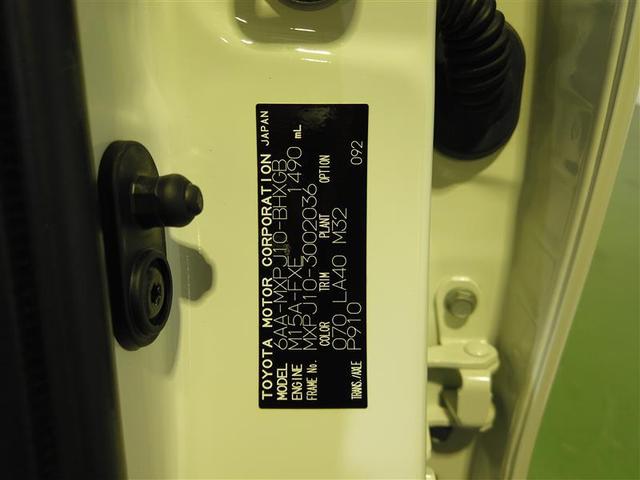 TOYOTA MOTOR CORPORATION JAPAN
MODEL 6AA-MXPJ10-BHXGB
ENGINE M15A-FXE 1490 mL
FRAME No. MXPJ10-3002036
COLOR TRIM PLANT OPTION
070 LA40 M32
TRANS./AXLE P910 092